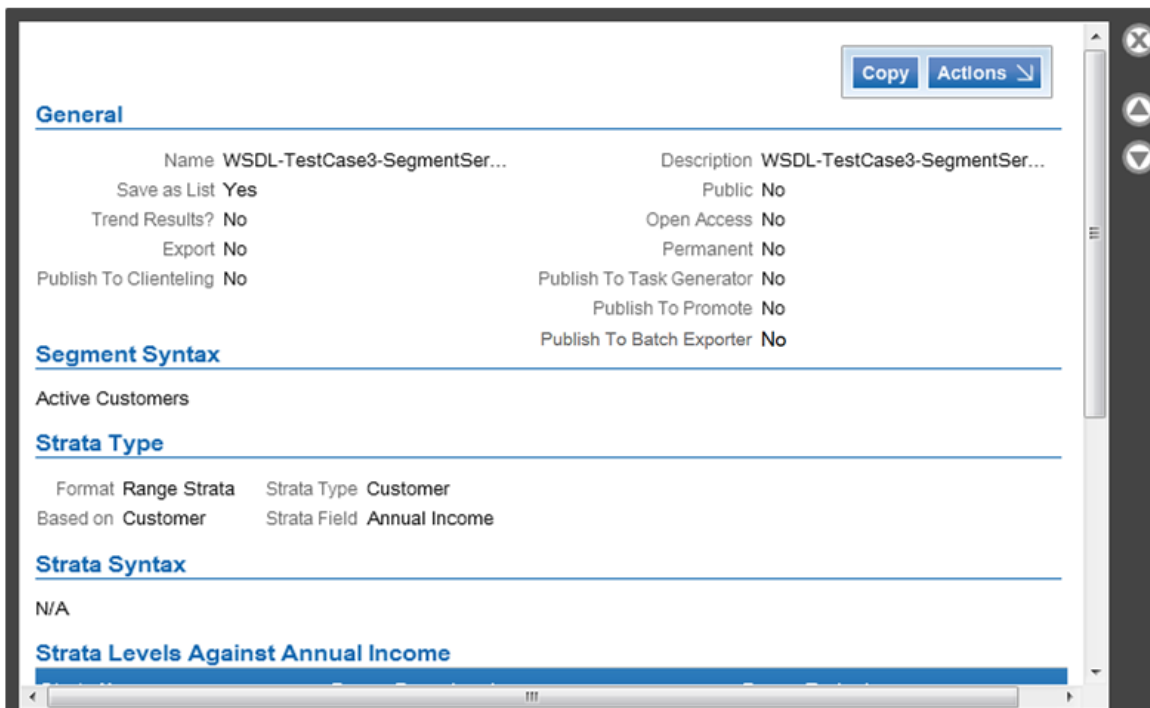 Copy Actions
General
Name WSDL-TestCase3-SegmentSer... Description WSDL-TestCase3-SegmentSer...
Save as List Yes Public No
Trend Results? No Open Access No
Export No Permanent No
Publish To Clienteling No Publish To Task Generator No
Publish To Promote No
Publish To Batch Exporter No
Segment Syntax
Active Customers
Strata Type
Format Range Strata Strata Type Customer
Based on Customer Strata Field Annual Income
Strata Syntax
N/A
Strata Levels Against Annual Income